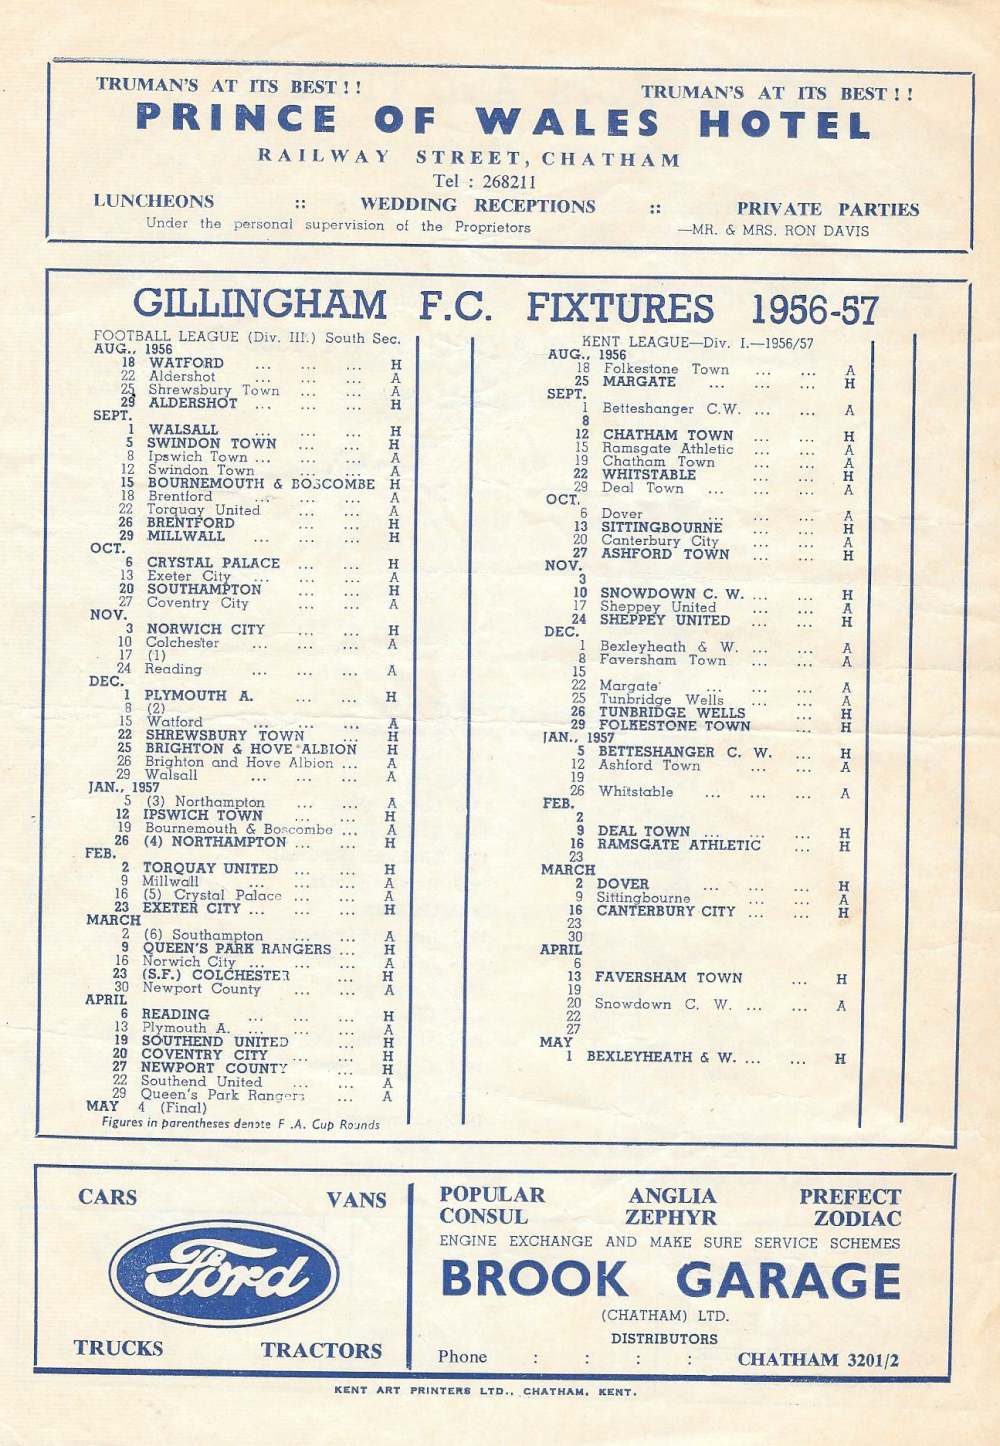 TRUMAN'S AT ITS BEST ! !
TRUMAN'S AT ITS BEST ! !
PRINCE OF WALES HOTEL
RAILWAY STREET, CHATHAM
Tel : 268211
LUNCHEONS :: WEDDING RECEPTIONS :: PRIVATE PARTIES
Under the personal supervision of the Proprietors —MR. & MRS. RON DAVIS
GILLINGHAM F.C. FIXTURES 1956-57
FOOTBALL LEAGUE (Div. III.) South Sec.
AUG., 1956
18 WATFORD ... ... ... H
22 Aldershot ... ... ... A
25 Shrewsbury Town ... ... A
29 ALDERSHOT ... ... ... H
SEPT.
1 WALSALL ... ... ... H
5 SWINDON TOWN ... ... H
8 Ipswich Town ... ... ... A
12 Swindon Town ... ... A
15 BOURNEMOUTH & BOSCOMBE H
18 Brentford ... ... ... A
22 Torquay United ... ... A
26 BRENTFORD ... ... H
29 MILLWALL ... ... ... H
OCT.
6 CRYSTAL PALACE ... ... H
13 Exeter City ... ... ... A
20 SOUTHAMPTON ... ... H
27 Coventry City ... ... A
NOV.
3 NORWICH CITY ... ... H
10 Colchester ... ... ... A
17 (1)
24 Reading ... ... ... A
DEC.
1 PLYMOUTH A. ... ... H
8 (2)
15 Watford ... ... ... A
22 SHREWSBURY TOWN ... H
25 BRIGHTON & HOVE ALBION H
26 Brighton and Hove Albion ... A
29 Walsall ... ... ... A
JAN., 1957
5 (3) Northampton ... ... A
12 IPSWICH TOWN ... ... H
19 Bournemouth & Boscombe ... A
26 (4) NORTHAMPTON ... ... H
FEB.
2 TORQUAY UNITED ... ... H
9 Millwall ... ... ... A
16 (5) Crystal Palace ... ... A
23 EXETER CITY ... ... ... H
MARCH
2 (6) Southampton ... ... A
9 QUEEN'S PARK RANGERS ... H
16 Norwich City ... ... ... A
23 (S.F.) COLCHESTER ... H
30 Newport County ... ... A
APRIL
6 READING ... ... ... H
13 Plymouth A. ... ... ... A
19 SOUTHEND UNITED ... H
20 COVENTRY CITY ... ... H
27 NEWPORT COUNTY ... H
22 Southend United ... ... A
29 Queen's Park Rangers ... A
MAY 4 (Final)
Figures in parentheses denote F .A. Cup Rounds
KENT LEAGUE—Div. I.—1956/57
AUG., 1956
18 Folkestone Town ... ... A
25 MARGATE ... ... ... H
SEPT.
1 Betteshanger C.W. ... ... A
8
12 CHATHAM TOWN ... ... H
15 Ramsgate Athletic ... ... A
19 Chatham Town ... ... A
22 WHITSTABLE ... ... H
29 Deal Town ... ... ... A
OCT.
6 Dover ... ... ... A
13 SITTINGBOURNE ... ... H
20 Canterbury City ... ... A
27 ASHFORD TOWN ... ... H
NOV.
3
10 SNOWDOWN C. W. ... ... H
17 Sheppey United ... ... A
24 SHEPPEY UNITED ... ... H
DEC.
1 Bexleyheath & W. ... ... A
8 Faversham Town ... ... A
15
22 Margate ... ... ... A
25 Tunbridge Wells ... ... A
26 TUNBRIDGE WELLS ... H
29 FOLKESTONE TOWN ... H
JAN., 1957
5 BETTESHANGER C. W. ... H
12 Ashford Town ... ... A
19
26 Whitstable ... ... ... A
FEB.
2
9 DEAL TOWN ... ... ... H
16 RAMSGATE ATHLETIC ... H
23
MARCH
2 DOVER ... ... ... H
9 Sittingbourne ... ... A
16 CANTERBURY CITY ... ... H
23
30
APRIL
6
13 FAVERSHAM TOWN ... H
19
20 Snowdown C. W. ... ... A
22
27
MAY
1 BEXLEYHEATH & W. ... ... H
CARS VANS
Ford
TRUCKS TRACTORS
POPULAR ANGLIA PREFECT
CONSUL ZEPHYR ZODIAC
ENGINE EXCHANGE AND MAKE SURE SERVICE SCHEMES
BROOK GARAGE
(CHATHAM) LTD.
DISTRIBUTORS
Phone : : : : CHATHAM 3201/2
KENT ART PRINTERS LTD., CHATHAM, KENT.